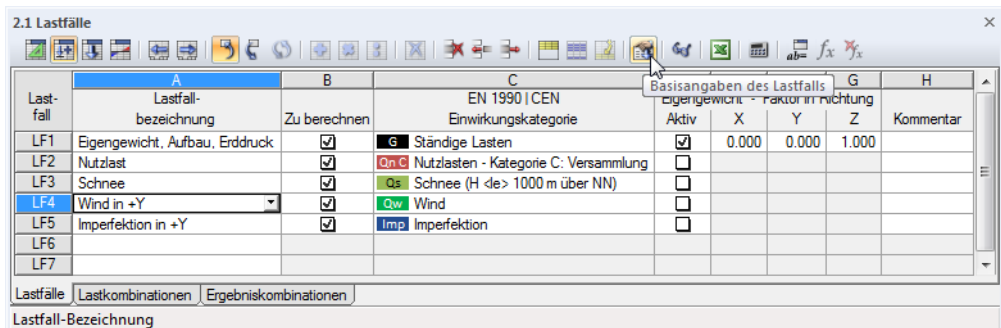 2.1 Lastfälle
Basisangaben des Lastfalls
A B C G H
Last-fall Lastfall-bezeichnung Zu berechnen EN 1990 | CEN Einwirkungskategorie Eigengewicht - Faktor in Richtung Aktiv X Y Z Kommentar
LF1 Eigengewicht, Aufbau, Erddruck G Ständige Lasten 0.000 0.000 1.000
LF2 Nutzlast Qn C Nutzlasten - Kategorie C: Versammlung
LF3 Schnee Qs Schnee (H <le> 1000 m über NN)
LF4 Wind in +Y Qw Wind
LF5 Imperfektion in +Y Imp Imperfektion
LF6
LF7
Lastfälle Lastkombinationen Ergebniskombinationen
Lastfall-Bezeichnung